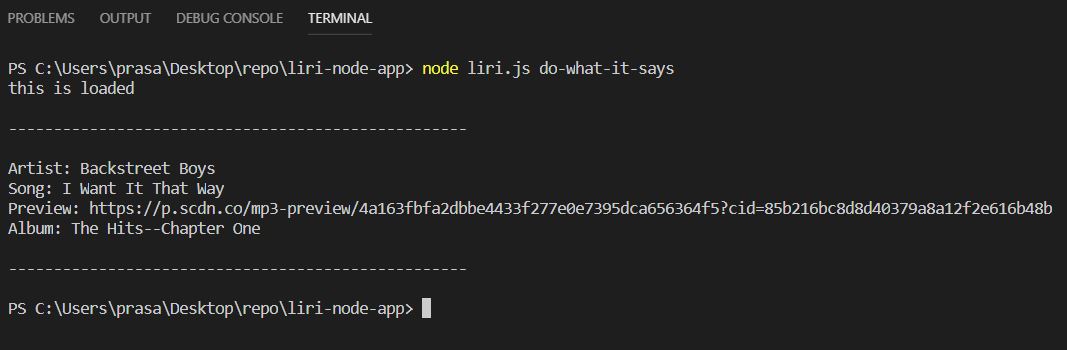 PROBLEMS OUTPUT DEBUG CONSOLE TERMINAL
PS C:\Users\prasa\Desktop\repo\liri-node-app> node liri.js do-what-it-says
this is loaded
---------------------------------------------------
Artist: Backstreet Boys
Song: I Want It That Way
Preview: https://p.scdn.co/mp3-preview/4a163fbfa2dbbe4433f277e0e7395dca656364f5?cid=85b216bc8d8d40379a8a12f2e616b48b
Album: The Hits--Chapter One
---------------------------------------------------
PS C:\Users\prasa\Desktop\repo\liri-node-app>